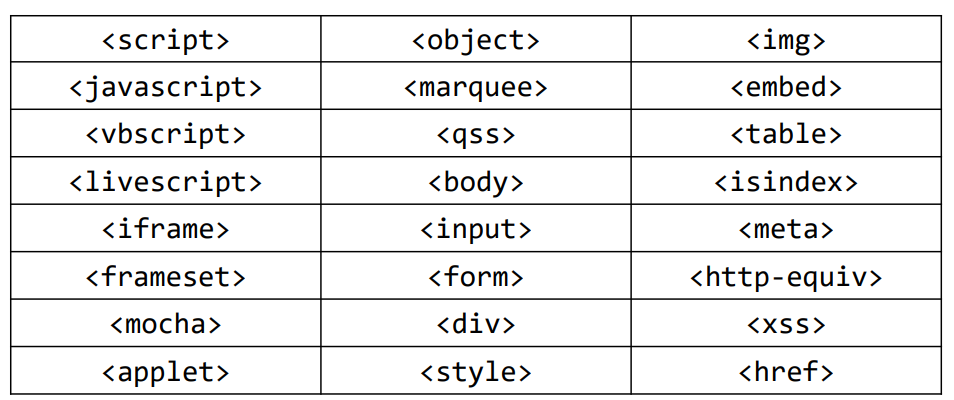 <script> <object> <img>
<javascript> <marquee> <embed>
<vbscript> <qss> <table>
<livescript> <body> <isindex>
<iframe> <input> <meta>
<frameset> <form> <http-equiv>
<mocha> <div> <xss>
<applet> <style> <href>